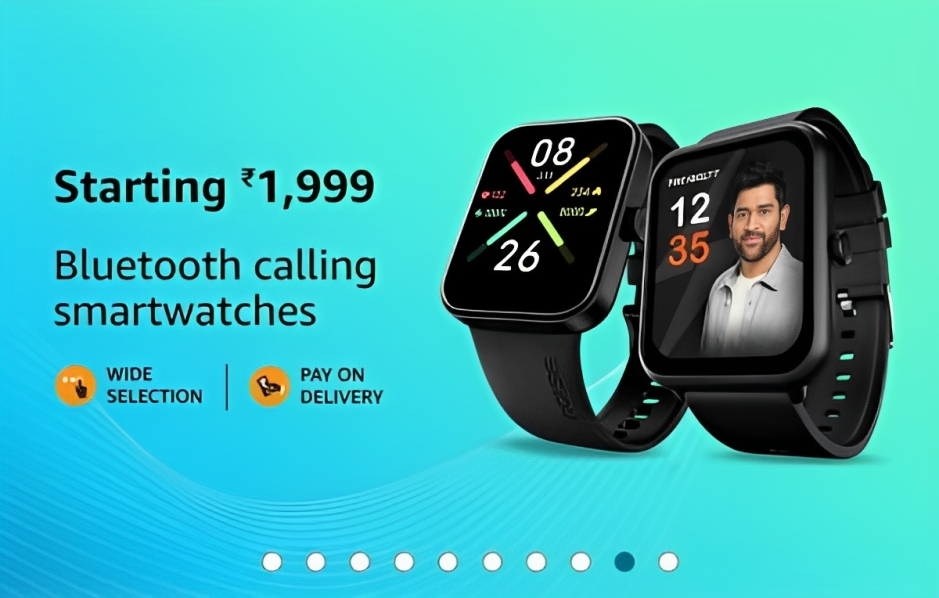 Starting ₹1,999
Bluetooth calling
smartwatches
WIDE
SELECTION
PAY ON
DELIVERY
08
26
12
35